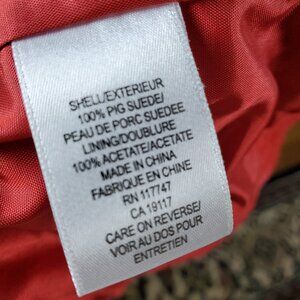 SHELL/EXTERIEUR
100% PIG SUEDE/
PEAU DE PORC SUEDEE
LINING/DOUBLURE
100% ACETATE/ACETATE
MADE IN CHINA
FABRIQUE EN CHINE
RN 117747
CA 19117
CARE ON REVERSE/
VOIR AU DOS POUR
ENTRETIEN